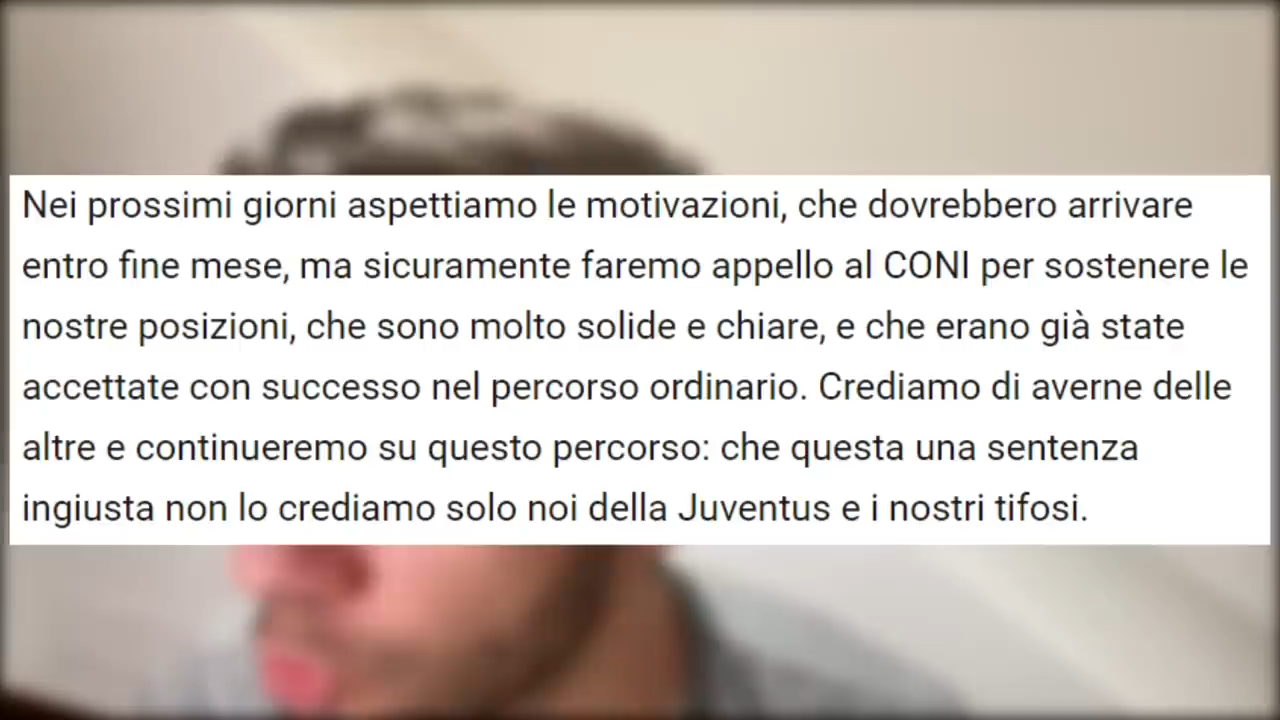 Nei prossimi giorni aspettiamo le motivazioni, che dovrebbero arrivare
entro fine mese, ma sicuramente faremo appello al CONI per sostenere le
nostre posizioni, che sono molto solide e chiare, e che erano già state
accettate con successo nel percorso ordinario. Crediamo di averne delle
altre e continueremo su questo percorso: che questa una sentenza
ingiusta non lo crediamo solo noi della Juventus e i nostri tifosi.